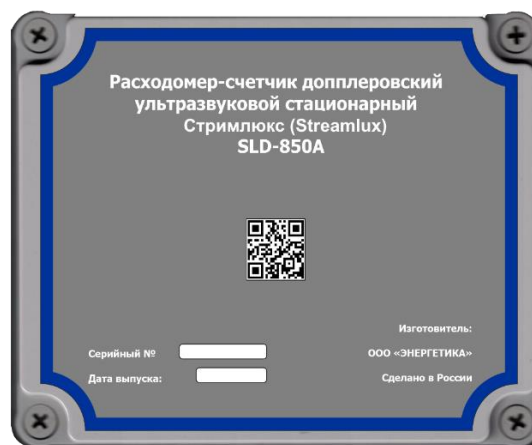 Расходомер-счетчик допплеровский
ультразвуковой стационарный
Стримлюкс (Streamlux)
SLD-850A
Изготовитель:
Серийный №
ООО «ЭНЕРГЕТИКА»
Дата выпуска:
Сделано в России